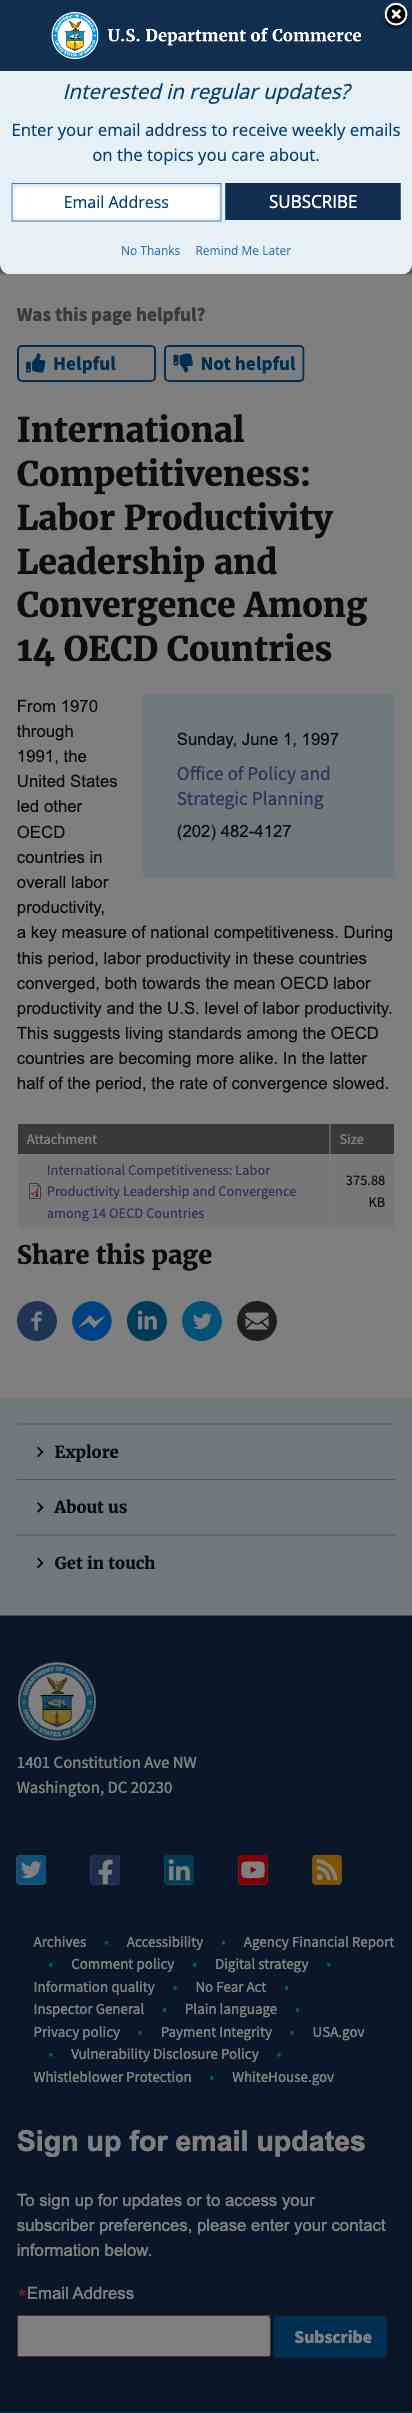 U.S. Department of Commerce
Interested in regular updates?
Enter your email address to receive weekly emails
on the topics you care about.
Email Address
SUBSCRIBE
No Thanks Remind Me Later
Was this page helpful?
Helpful
Not helpful
International
Competitiveness:
Labor Productivity
Leadership and
Convergence Among
14 OECD Countries
Sunday, June 1, 1997
Office of Policy and
Strategic Planning
(202) 482-4127
From 1970
through
1991, the
United States
led other
OECD
countries in
overall labor
productivity,
a key measure of national competitiveness. During
this period, labor productivity in these countries
converged, both towards the mean OECD labor
productivity and the U.S. level of labor productivity.
This suggests living standards among the OECD
countries are becoming more alike. In the latter
half of the period, the rate of convergence slowed.
Attachment Size
International Competitiveness: Labor
Productivity Leadership and Convergence
among 14 OECD Countries
375.88
KB
Share this page
Explore
About us
Get in touch
1401 Constitution Ave NW
Washington, DC 20230
Archives • Accessibility • Agency Financial Report
• Comment policy • Digital strategy •
Information quality • No Fear Act •
Inspector General • Plain language •
Privacy policy • Payment Integrity • USA.gov
• Vulnerability Disclosure Policy •
Whistleblower Protection • WhiteHouse.gov
Sign up for email updates
To sign up for updates or to access your
subscriber preferences, please enter your contact
information below.
*Email Address
Subscribe